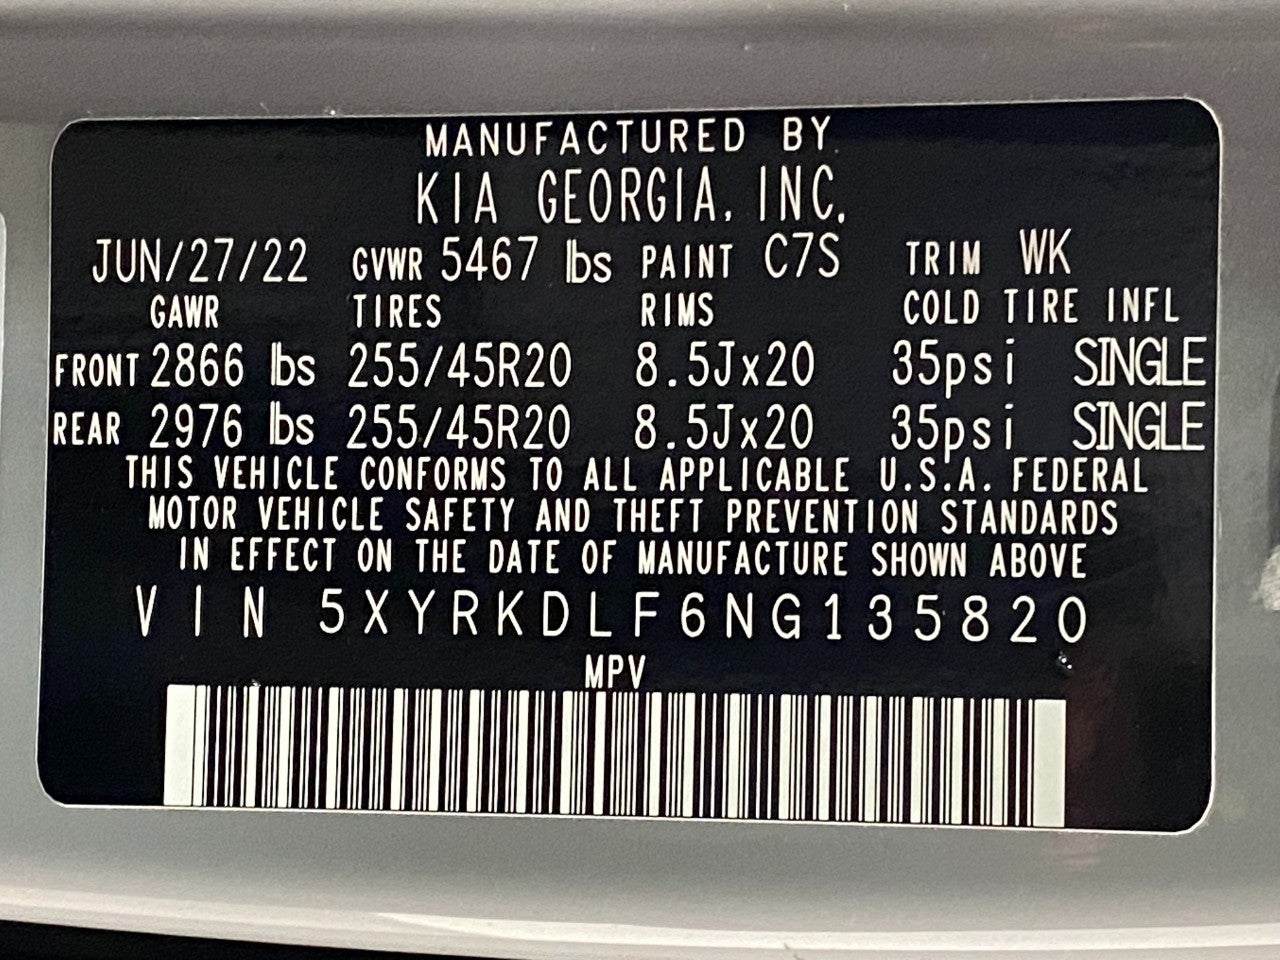 MANUFACTURED BY
KIA GEORGIA, INC.
JUN/27/22 GVWR 5467 lbs PAINT C7S TRIM WK
GAWR TIRES RIMS COLD TIRE INFL
FRONT 2866 lbs 255/45R20 8.5Jx20 35psi SINGLE
REAR 2976 lbs 255/45R20 8.5Jx20 35psi SINGLE
THIS VEHICLE CONFORMS TO ALL APPLICABLE U.S.A. FEDERAL
MOTOR VEHICLE SAFETY AND THEFT PREVENTION STANDARDS
IN EFFECT ON THE DATE OF MANUFACTURE SHOWN ABOVE
VIN 5XYRKDLF6NG135820
MPV